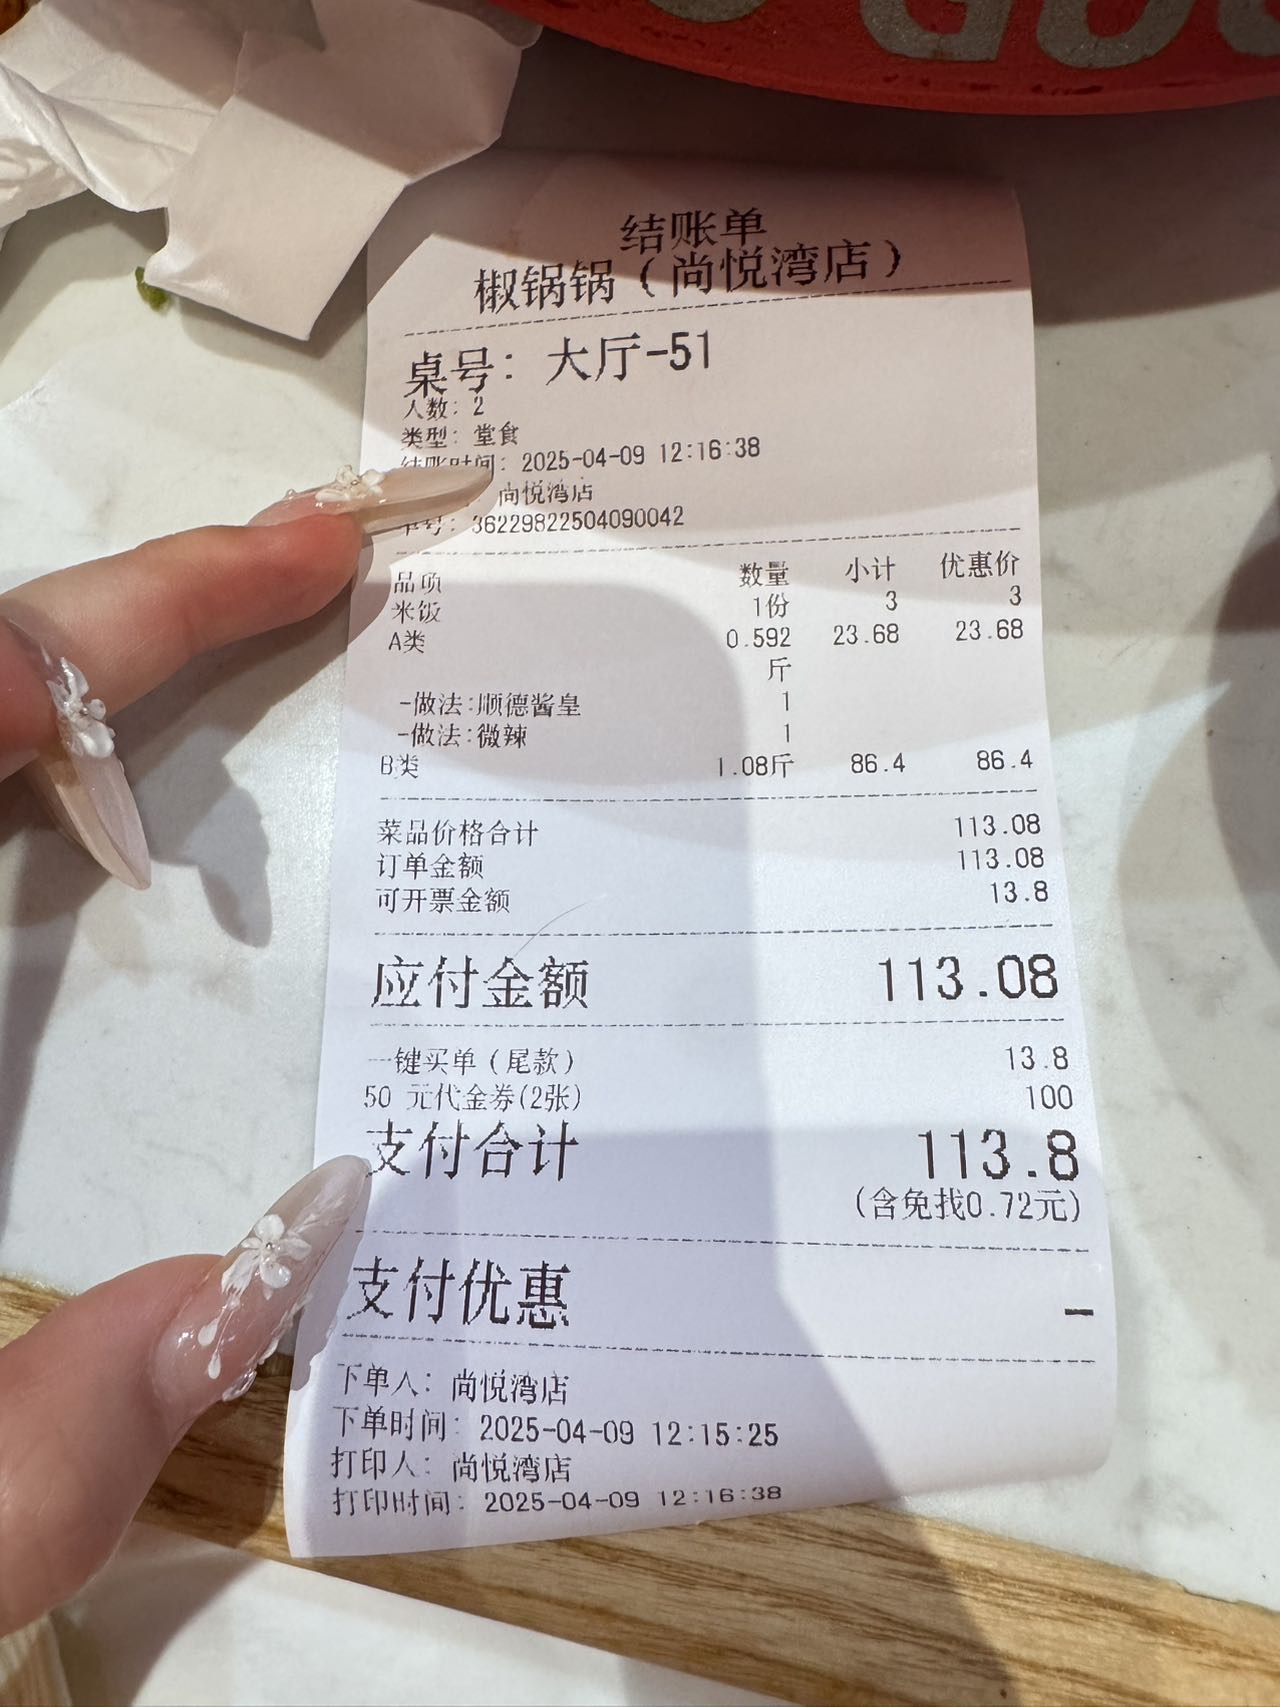 GO
结账单
椒锅锅（尚悦湾店）
桌号：大厅-51
人数：2
类型：堂食
结账时间：2025-04-09 12:16:38
尚悦湾店
单号：36229822504090042
品项 数量 小计 优惠价
米饭 1份 3 3
A类 0.592 23.68 23.68
斤
-做法:顺德酱皇 1
-做法:微辣 1
B类 1.08斤 86.4 86.4
菜品价格合计 113.08
订单金额 113.08
可开票金额 13.8
应付金额 113.08
一键买单（尾款） 13.8
50 元代金券(2张) 100
支付合计 113.8
(含免找0.72元)
支付优惠 -
下单人：尚悦湾店
下单时间：2025-04-09 12:15:25
打印人：尚悦湾店
打印时间：2025-04-09 12:16:38